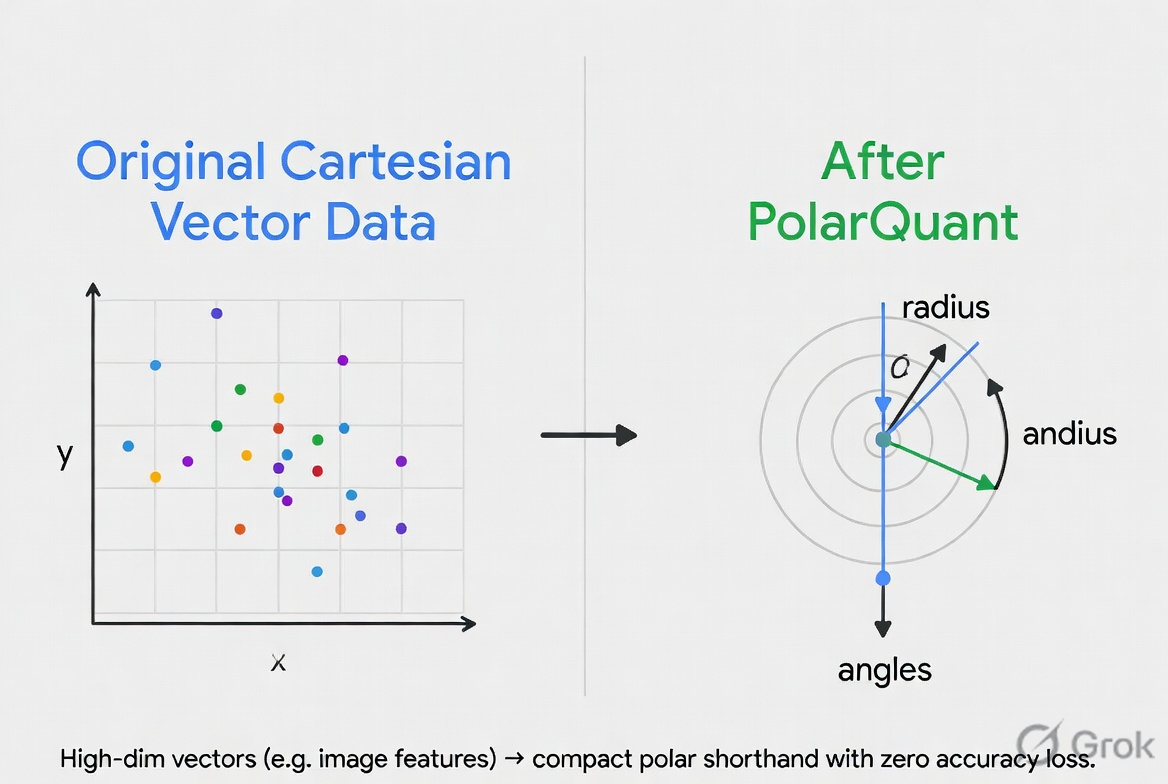 Original Cartesian
Vector Data
y
x
After
PolarQuant
radius
andius
angles
High-dim vectors (e.g. image features) → compact polar shorthand with zero accuracy loss.
Grok